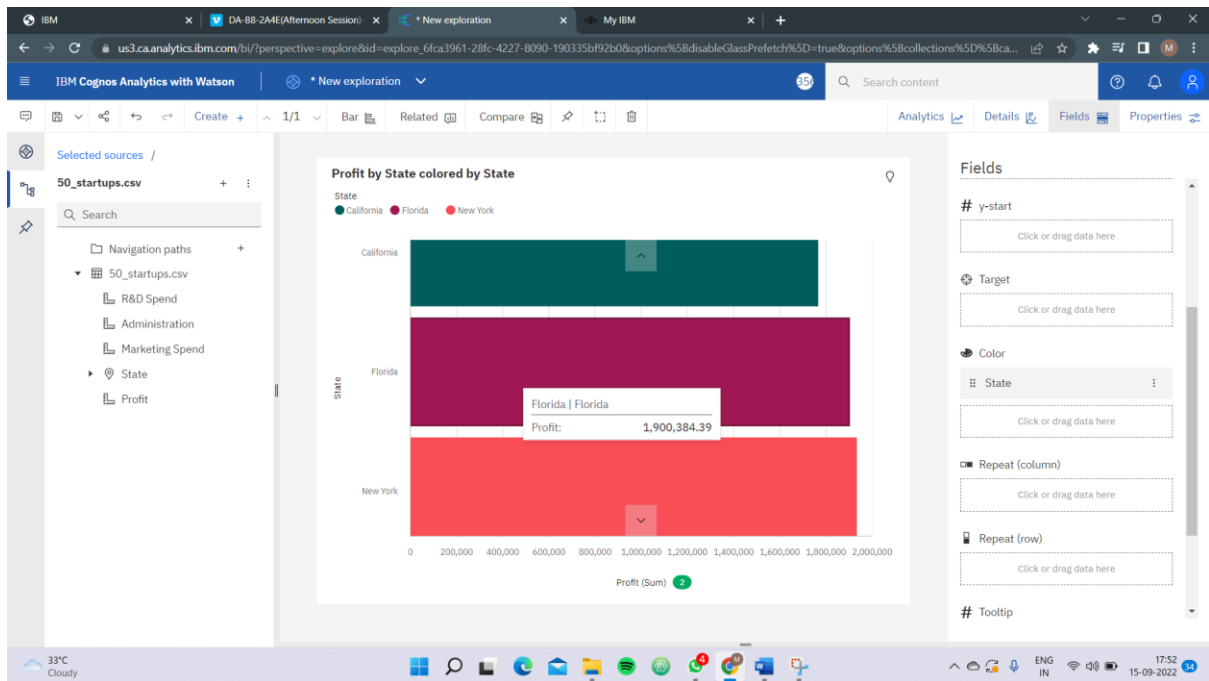 IBM
DA-B8-2A4E(Afternoon Session)-
* New exploration
My IBM
us3.ca.analytics.ibm.com/bi/?perspective=explore&id=explore_6fca3961-28fc-4227-8090-190335bf92b0&options%5BdisableGlassPrefetch%5D=true&options%5Bcollections%5D%5Bca...
M
IBM Cognos Analytics with Watson
* New exploration
Search content
Create +
1/1
Bar
Related
Compare
Analytics
Details
Fields
Properties
Selected sources /
50_startups.csv
Search
Navigation paths
50_startups.csv
R&D Spend
Administration
Marketing Spend
State
Profit
Profit by State colored by State
State
California
Florida
New York
California
Florida
New York
State
Florida | Florida
Profit: 1,900,384.39
0 200,000 400,000 600,000 800,000 1,000,000 1,200,000 1,400,000 1,600,000 1,800,000 2,000,000
Profit (Sum) 2
Fields
# y-start
Click or drag data here
Target
Click or drag data here
Color
State
Click or drag data here
Repeat (column)
Click or drag data here
Repeat (row)
Click or drag data here
# Tooltip
33°C
Cloudy
4
M
ENG
IN
17:52
15-09-2022
34